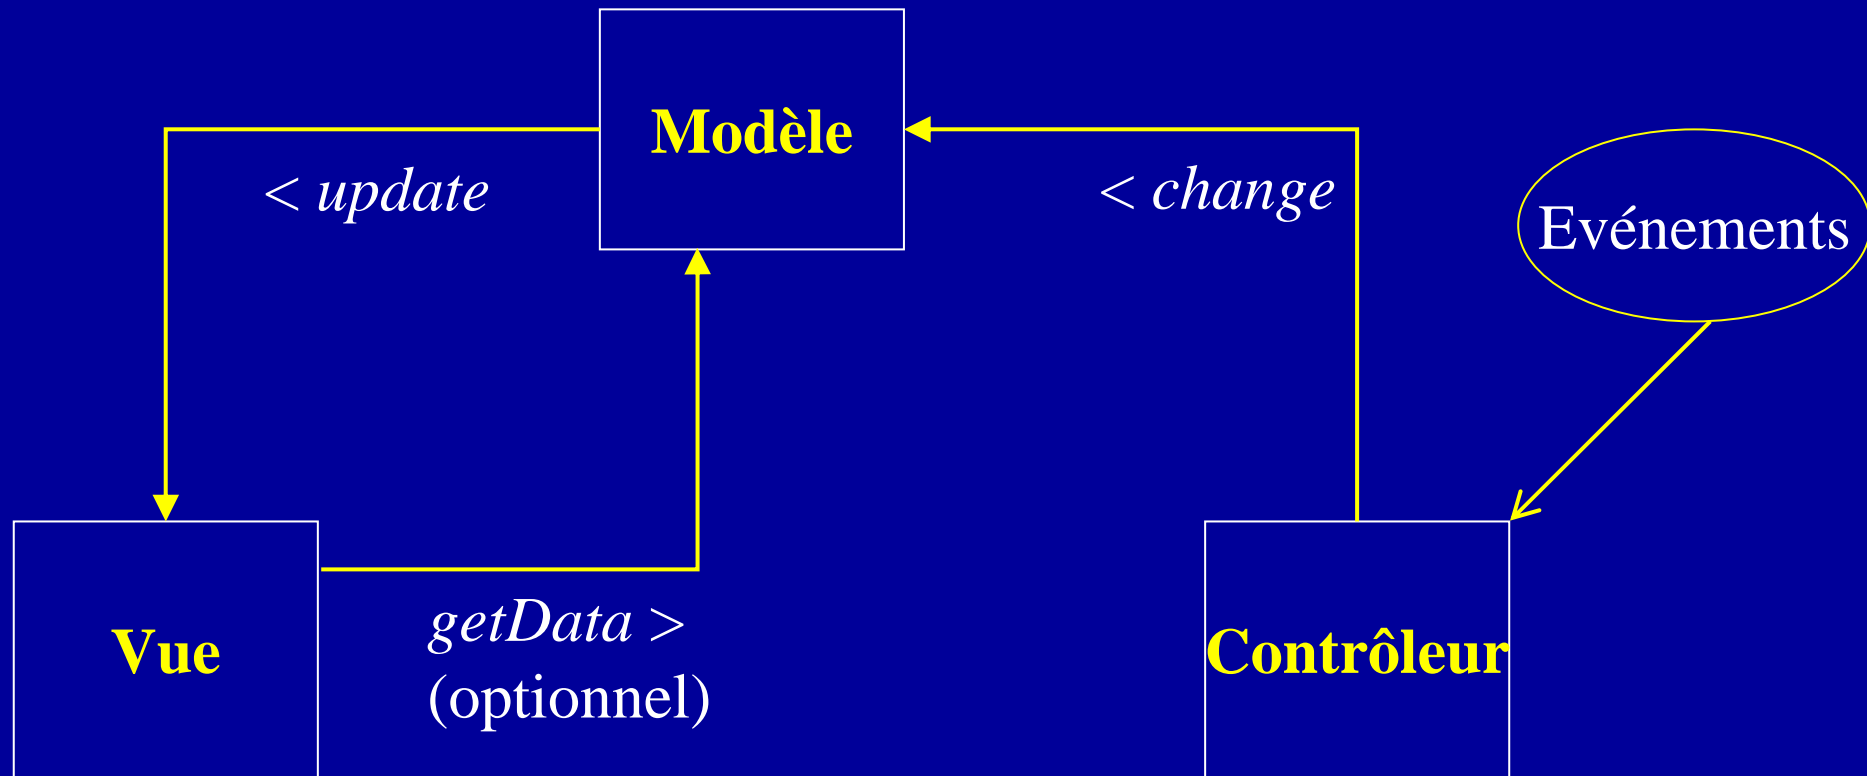 Modèle
< update
< change
Evénements
getData >
(optionnel)
Vue
Contrôleur